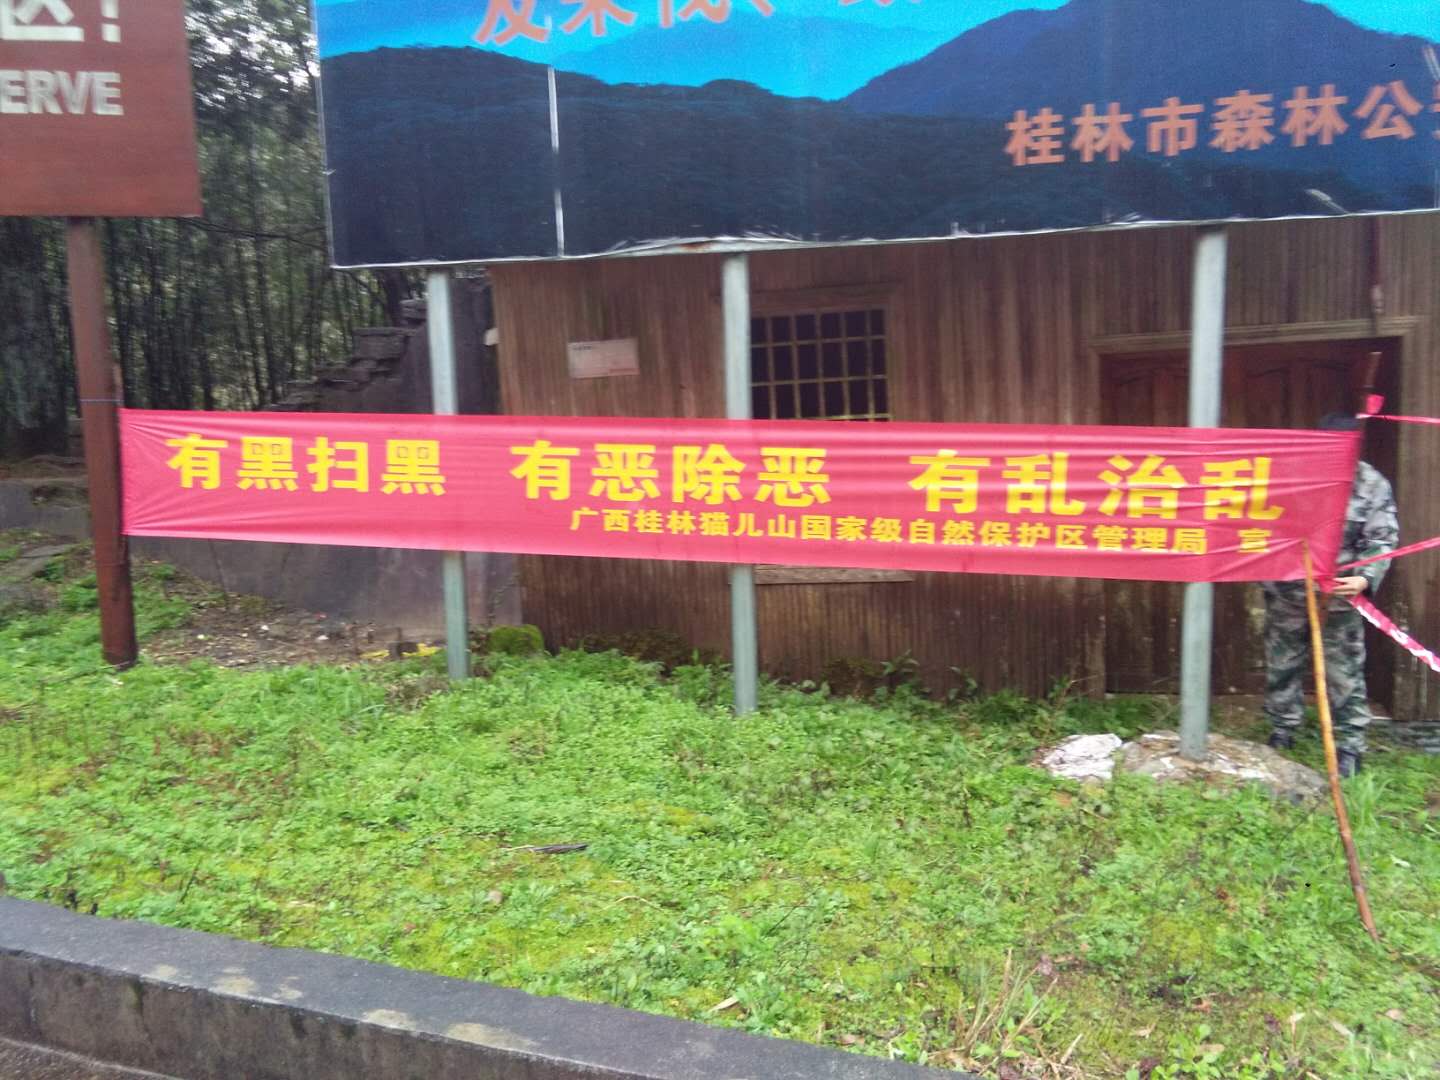 区!
ERVE
桂林市森林公
有黑扫黑 有恶除恶 有乱治乱
广西桂林猫儿山国家级自然保护区管理局 宣